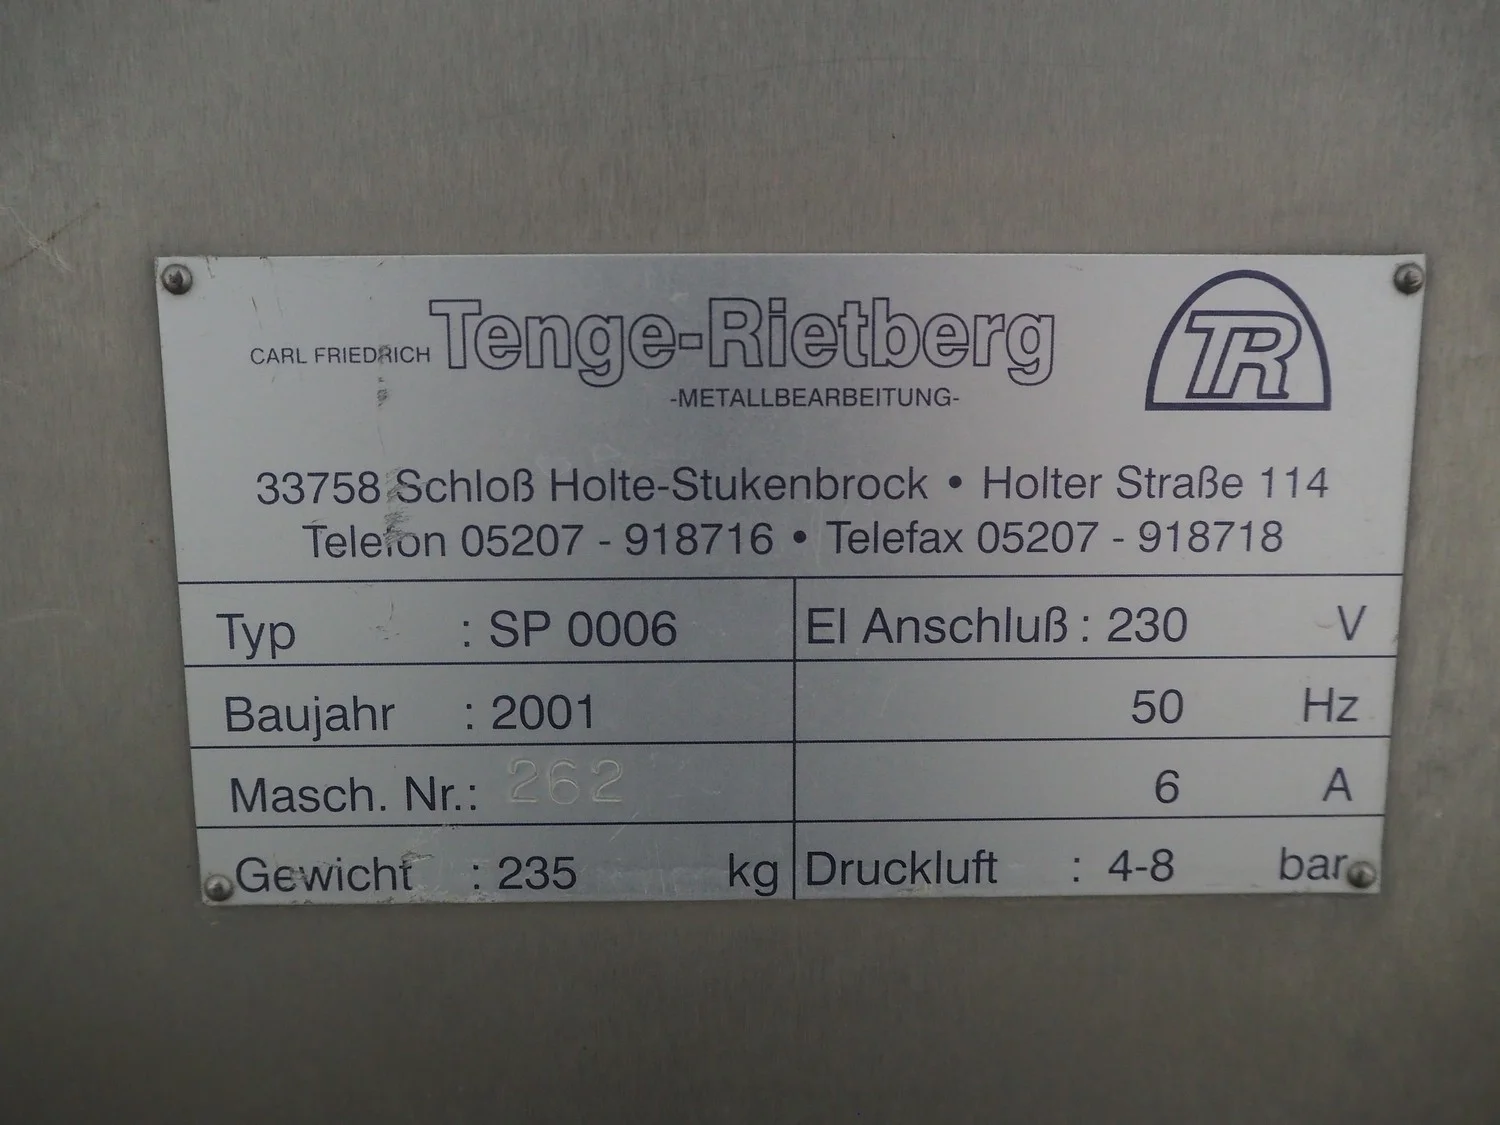 CARL FRIEDRICH Tenge-Rietberg
-METALLBEARBEITUNG-
TR
33758 Schloß Holte-Stukenbrock • Holter Straße 114
Telefon 05207 - 918716 • Telefax 05207 - 918718
Typ : SP 0006 El Anschluß : 230 V
Baujahr : 2001 50 Hz
Masch. Nr.: 262 6 A
Gewicht : 235 kg Druckluft : 4-8 bar